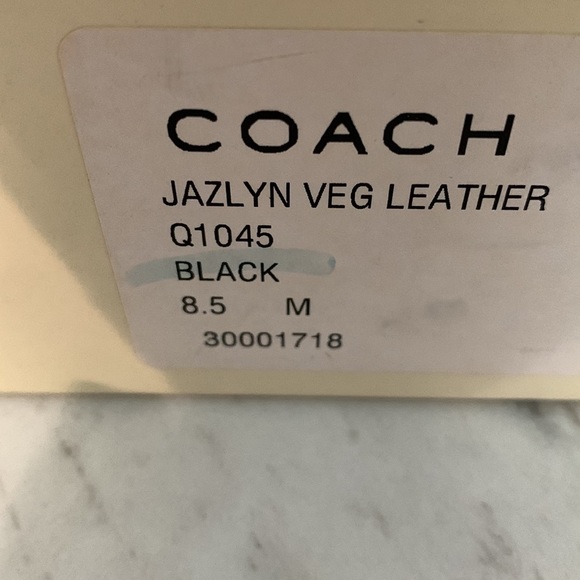 COACH
JAZLYN VEG LEATHER
Q1045
BLACK
8.5 M
30001718